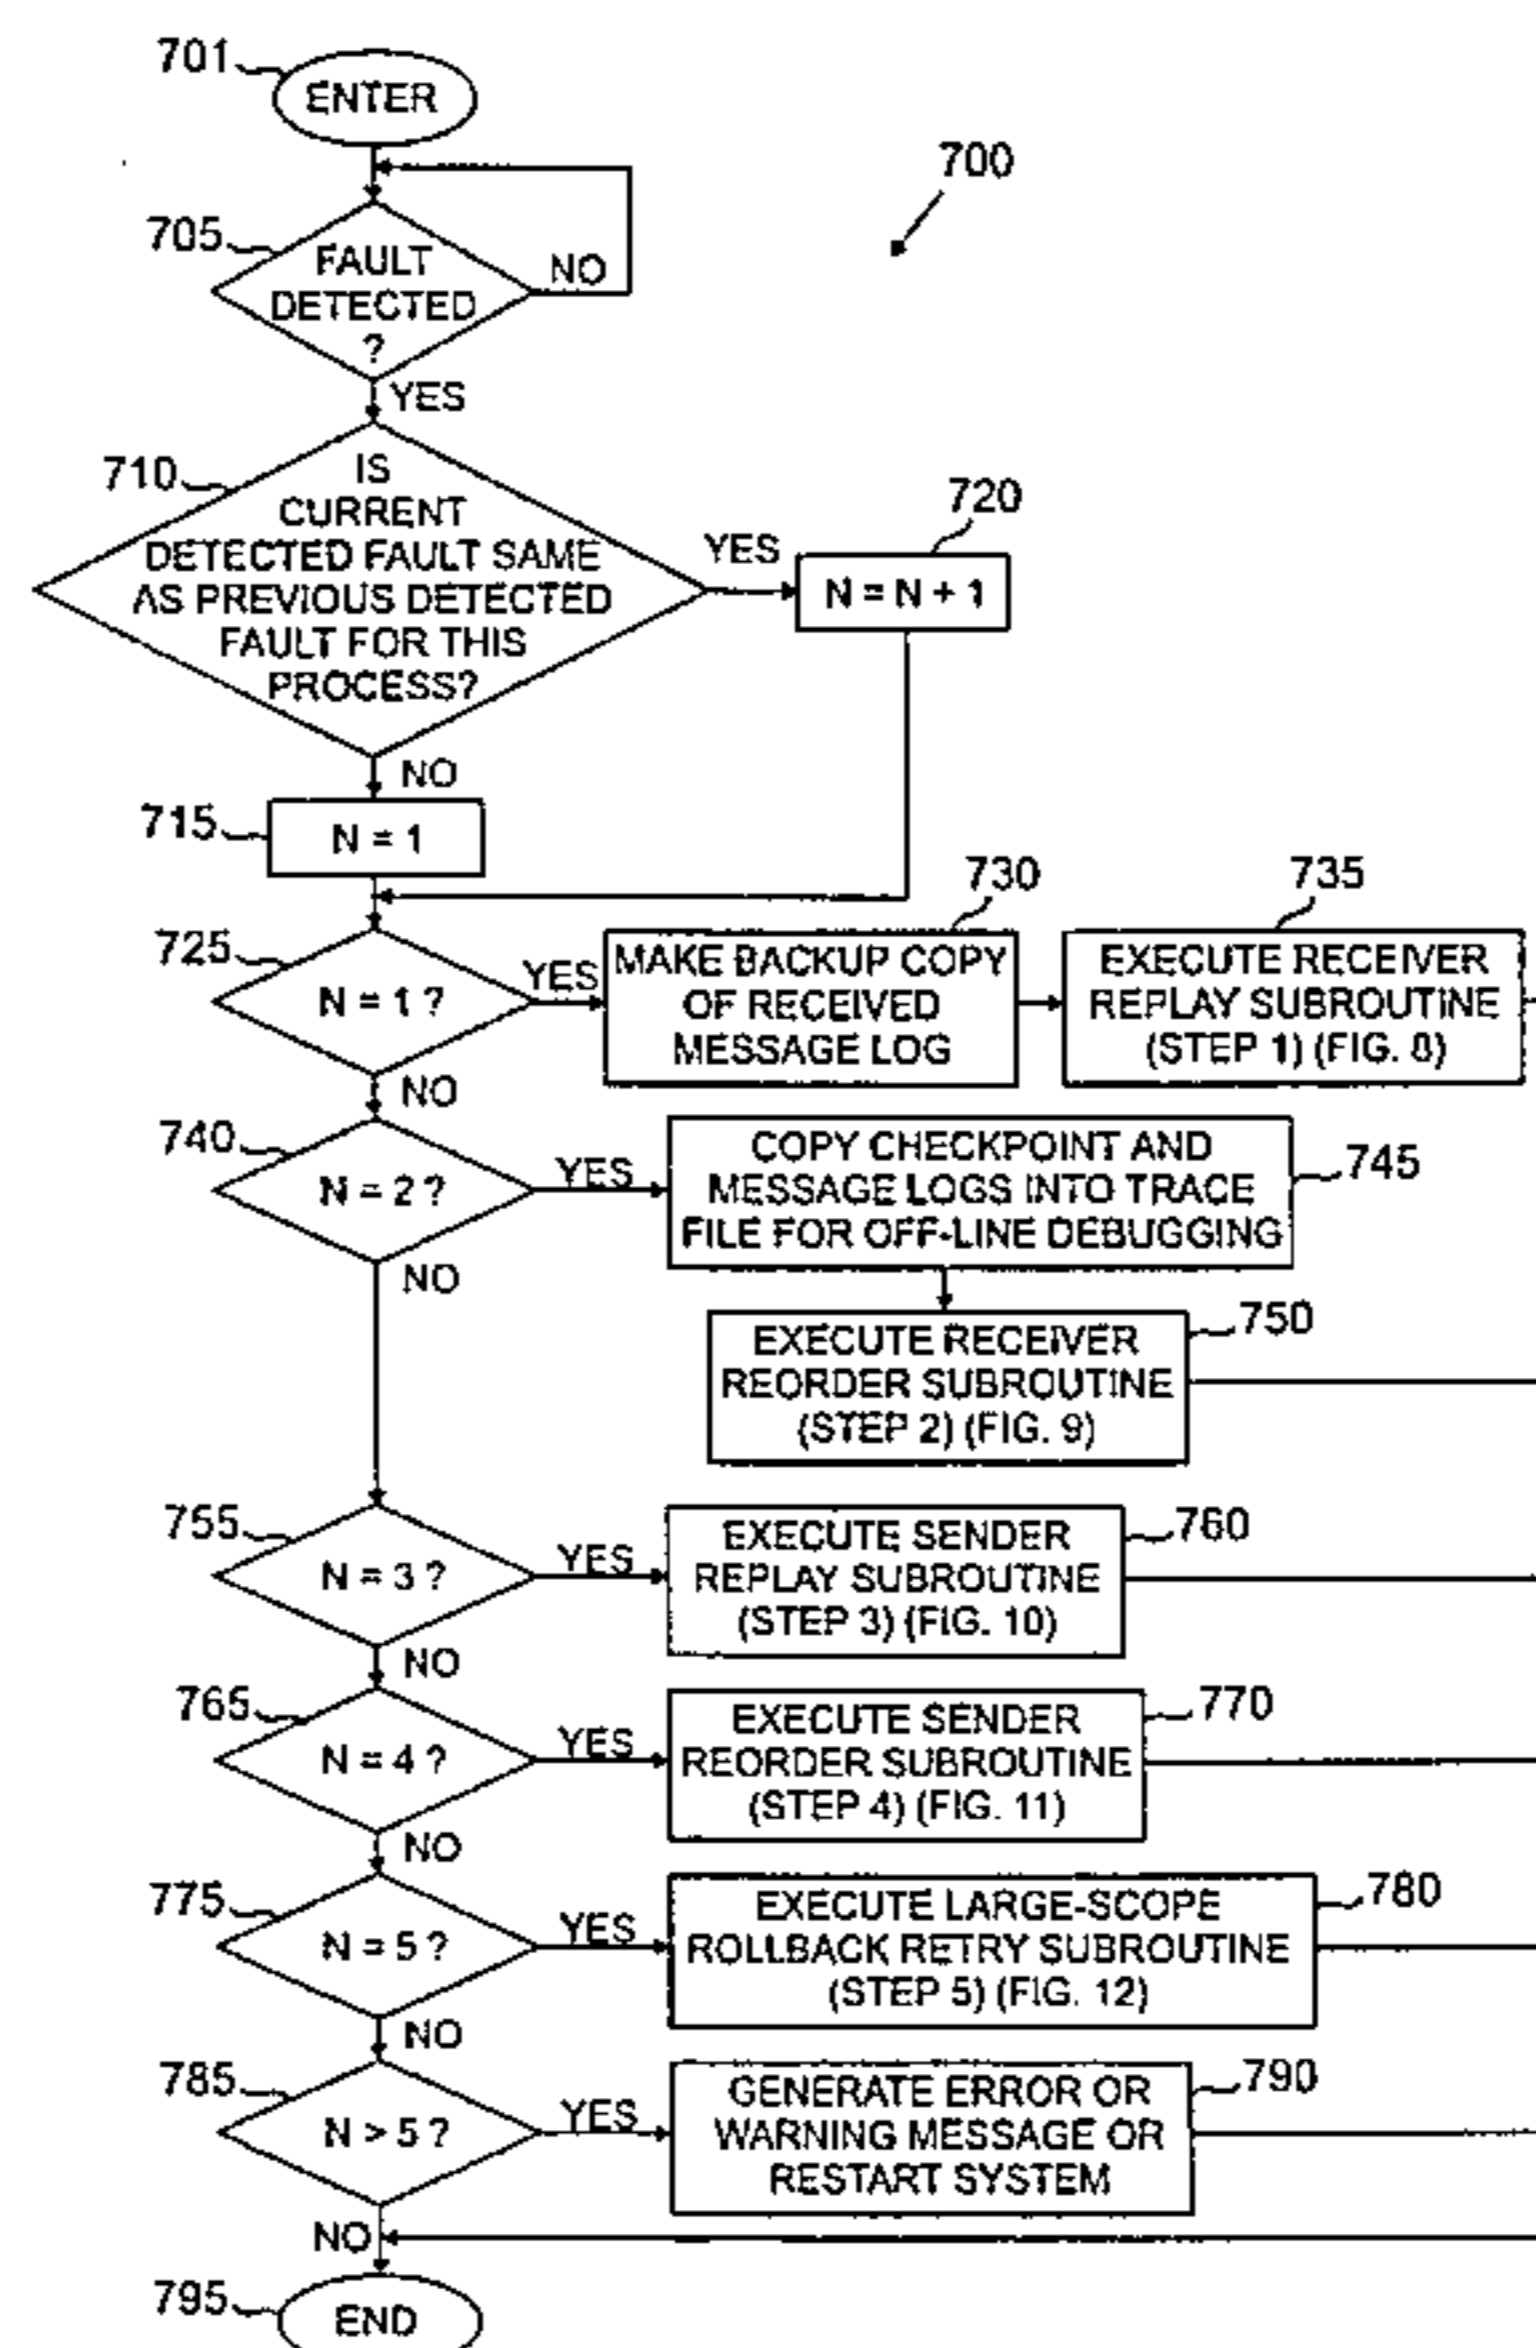 701
ENTER
700
705
FAULT
DETECTED
?
NO
YES
710
IS
CURRENT
DETECTED FAULT SAME
AS PREVIOUS DETECTED
FAULT FOR THIS
PROCESS?
YES
720
N = N + 1
NO
715
N = 1
725
N = 1 ?
YES
730
MAKE BACKUP COPY
OF RECEIVED
MESSAGE LOG
735
EXECUTE RECEIVER
REPLAY SUBROUTINE
(STEP 1) (FIG. 8)
NO
740
N = 2 ?
YES
745
COPY CHECKPOINT AND
MESSAGE LOGS INTO TRACE
FILE FOR OFF-LINE DEBUGGING
NO
750
EXECUTE RECEIVER
REORDER SUBROUTINE
(STEP 2) (FIG. 9)
755
N = 3 ?
YES
760
EXECUTE SENDER
REPLAY SUBROUTINE
(STEP 3) (FIG. 10)
NO
765
N = 4 ?
YES
770
EXECUTE SENDER
REORDER SUBROUTINE
(STEP 4) (FIG. 11)
NO
775
N = 5 ?
YES
780
EXECUTE LARGE-SCOPE
ROLLBACK RETRY SUBROUTINE
(STEP 5) (FIG. 12)
NO
785
N > 5 ?
YES
790
GENERATE ERROR OR
WARNING MESSAGE OR
RESTART SYSTEM
NO
795
END